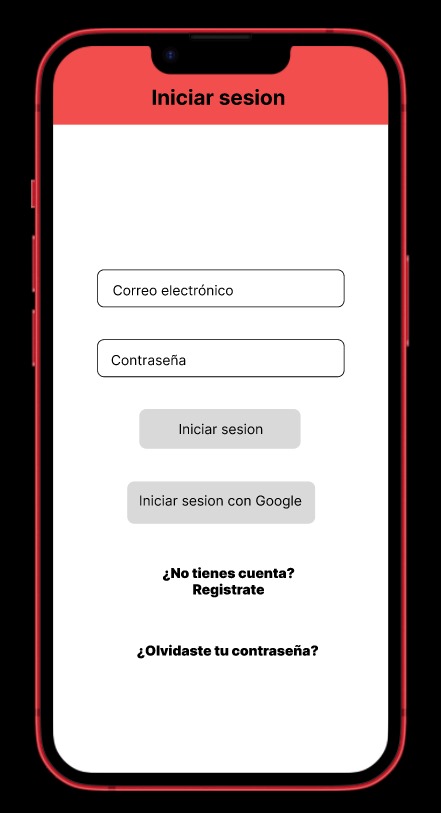 Iniciar sesion
Correo electrónico
Contraseña
Iniciar sesion
Iniciar sesion con Google
¿No tienes cuenta?
Registrate
¿Olvidaste tu contraseña?